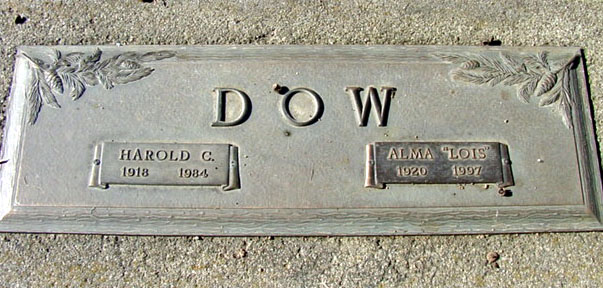 DOW
HAROLD C.
1918 1984
ALMA "LOIS"
1920 1997